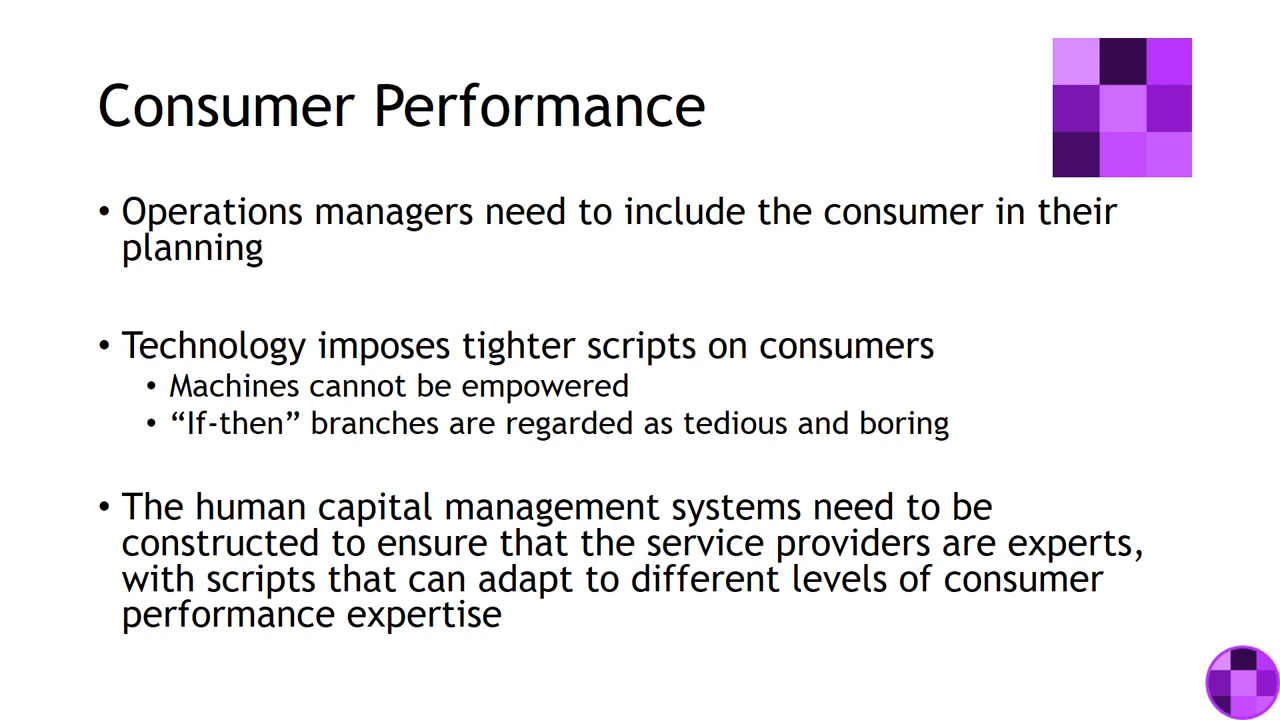 Consumer Performance
• Operations managers need to include the consumer in their
planning
• Technology imposes tighter scripts on consumers
• Machines cannot be empowered
• “If-then” branches are regarded as tedious and boring
• The human capital management systems need to be
constructed to ensure that the service providers are experts,
with scripts that can adapt to different levels of consumer
performance expertise